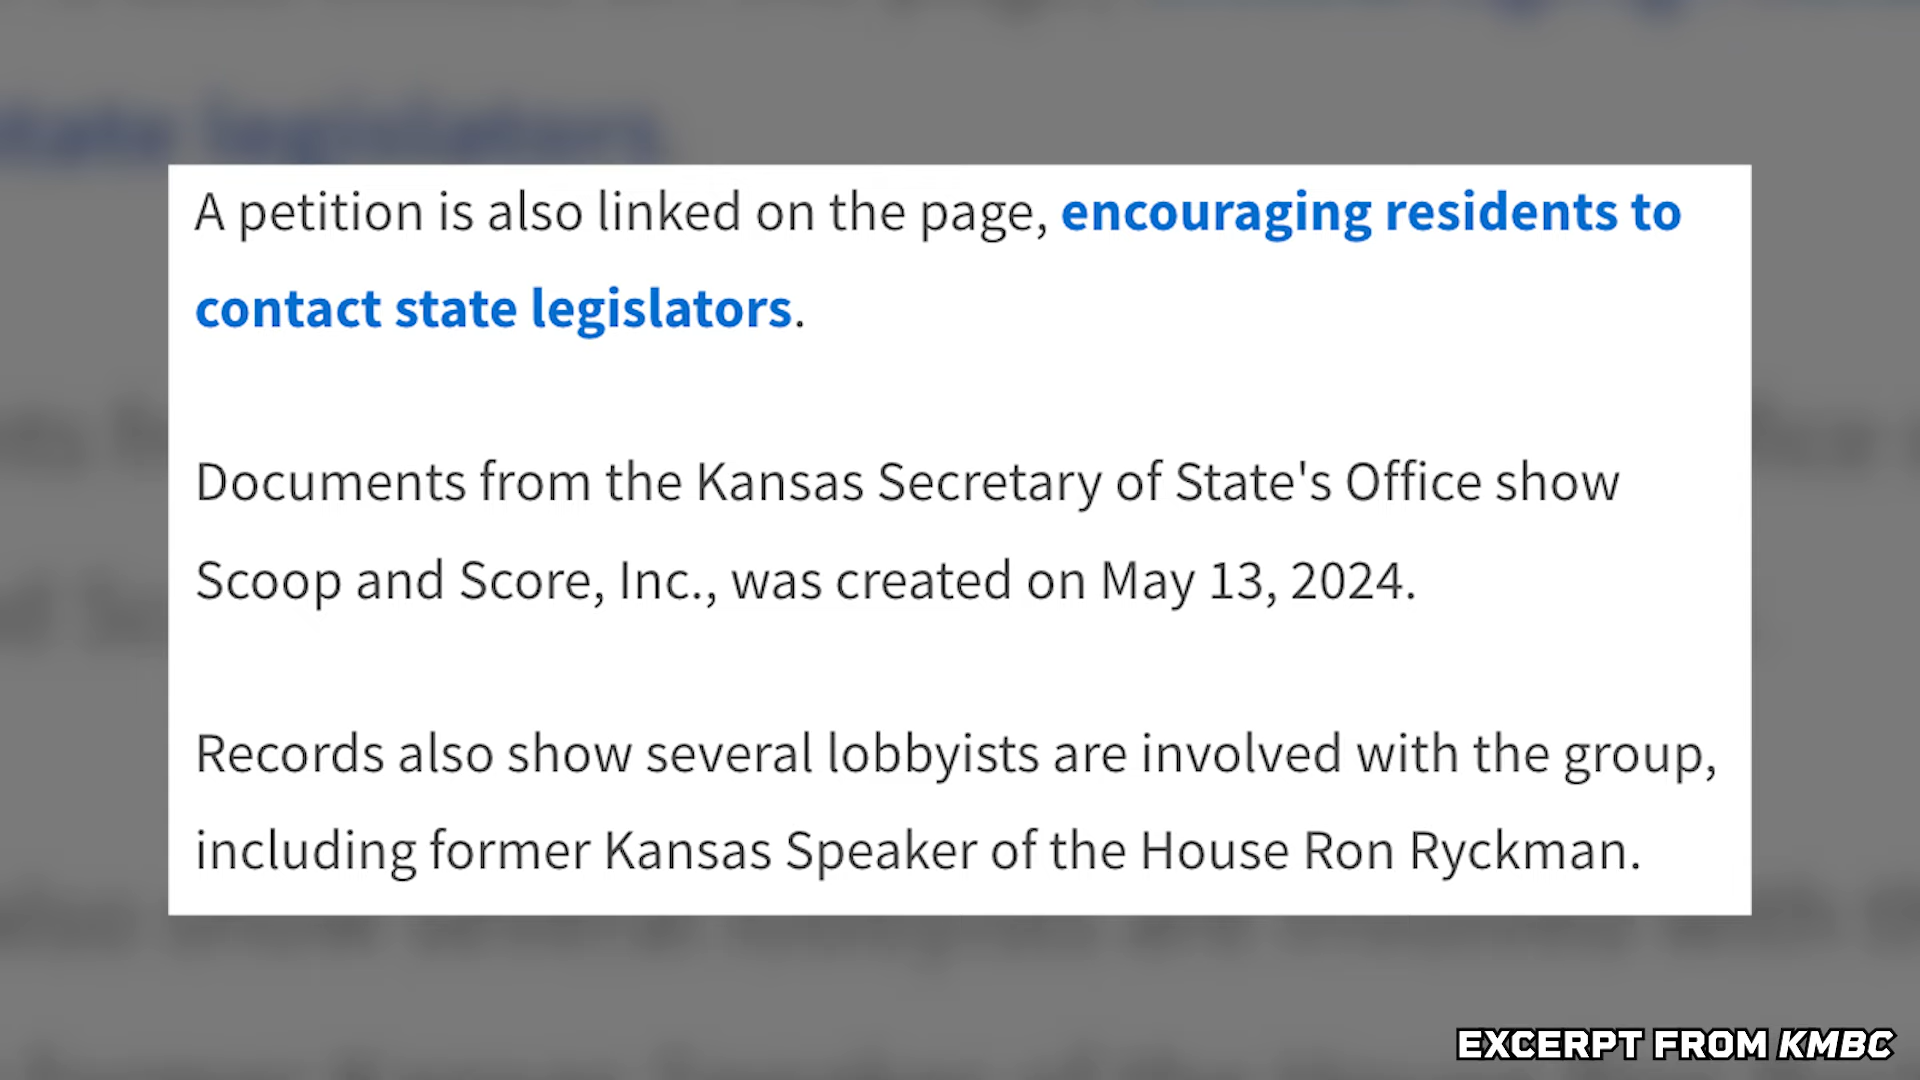 A petition is also linked on the page, encouraging residents to
contact state legislators.
Documents from the Kansas Secretary of State's Office show
Scoop and Score, Inc., was created on May 13, 2024.
Records also show several lobbyists are involved with the group,
including former Kansas Speaker of the House Ron Ryckman.
EXCERPT FROM KMBC